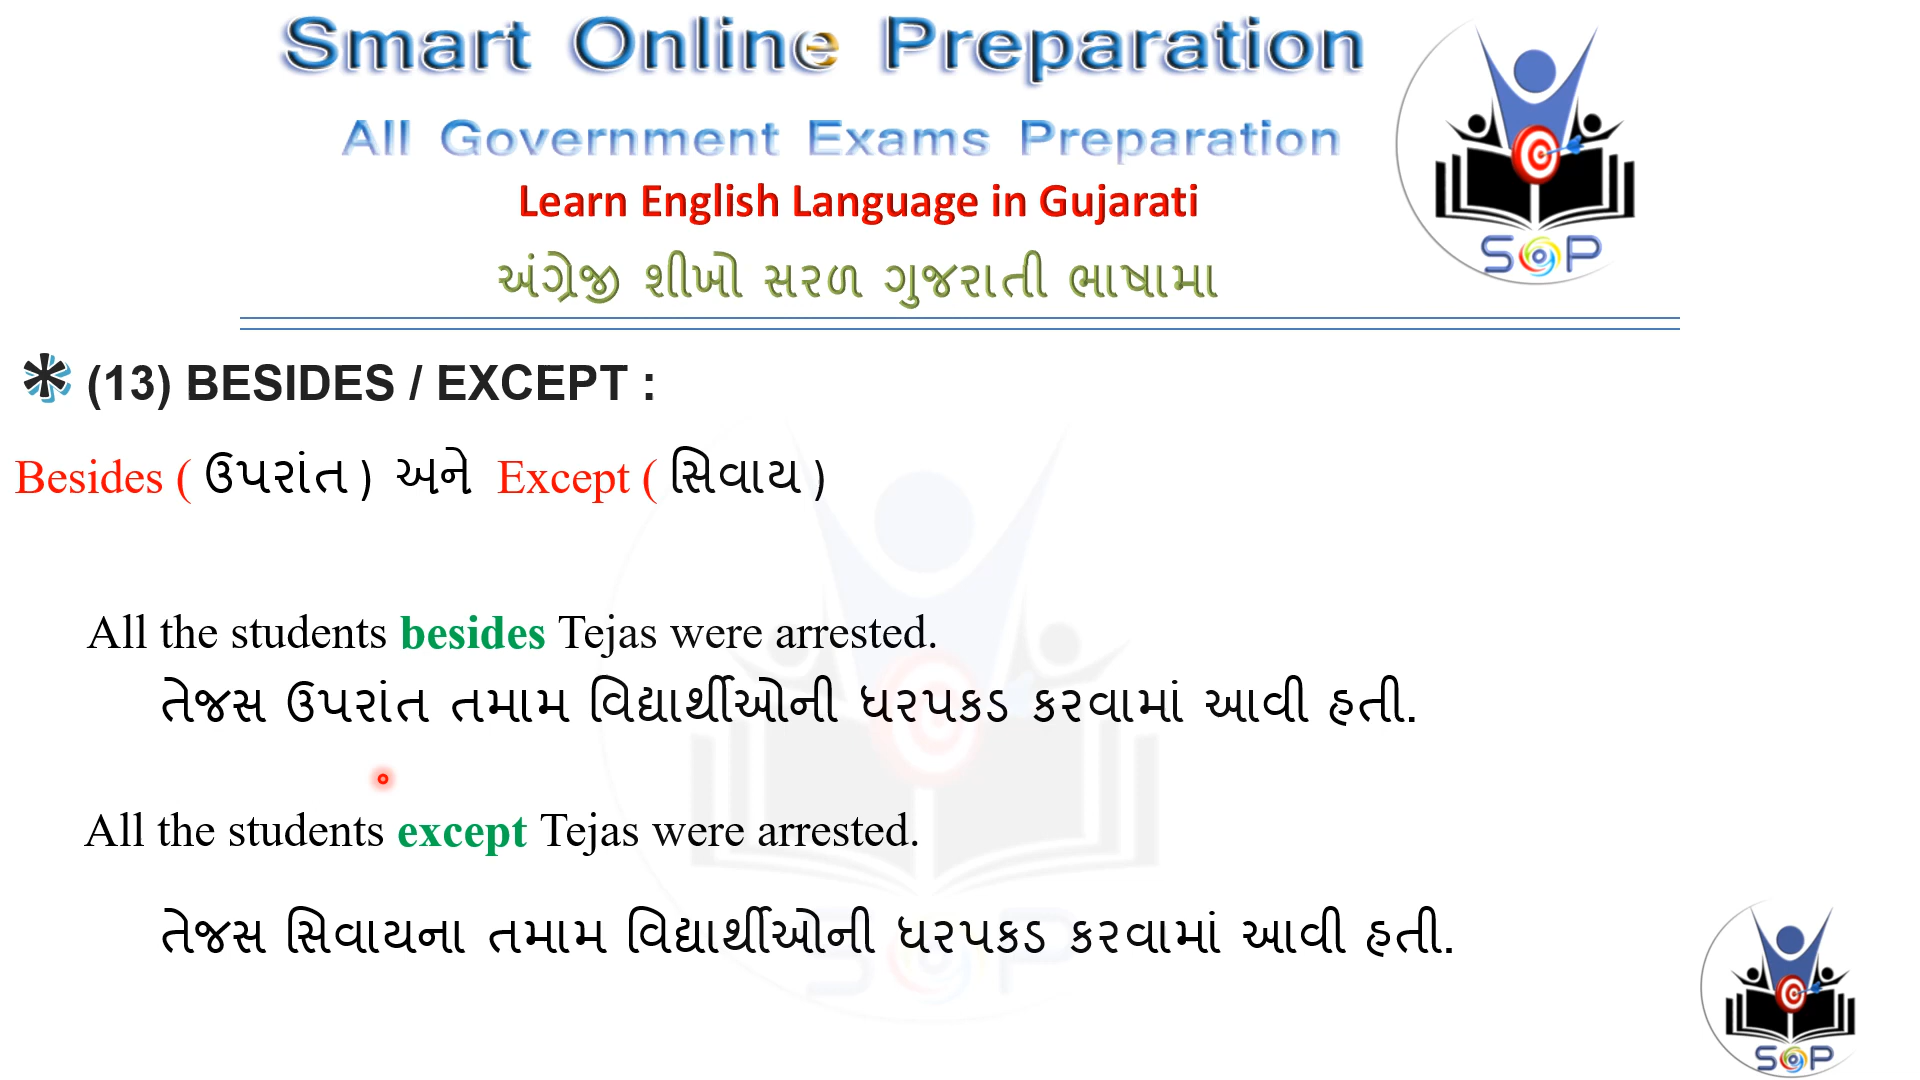 Smart Online Preparation
All Government Exams Preparation
Learn English Language in Gujarati
અંગ્રેજી શીખો સરળ ગુજરાતી ભાષામા
SOP
* (13) BESIDES / EXCEPT :
Besides ( ઉપરાંત ) અને Except ( સિવાય )
All the students besides Tejas were arrested.
તેજસ ઉપરાંત તમામ વિદ્યાર્થીઓની ધરપકડ કરવામાં આવી હતી.
All the students except Tejas were arrested.
તેજસ સિવાયના તમામ વિદ્યાર્થીઓની ધરપકડ કરવામાં આવી હતી.
SOP
SOP